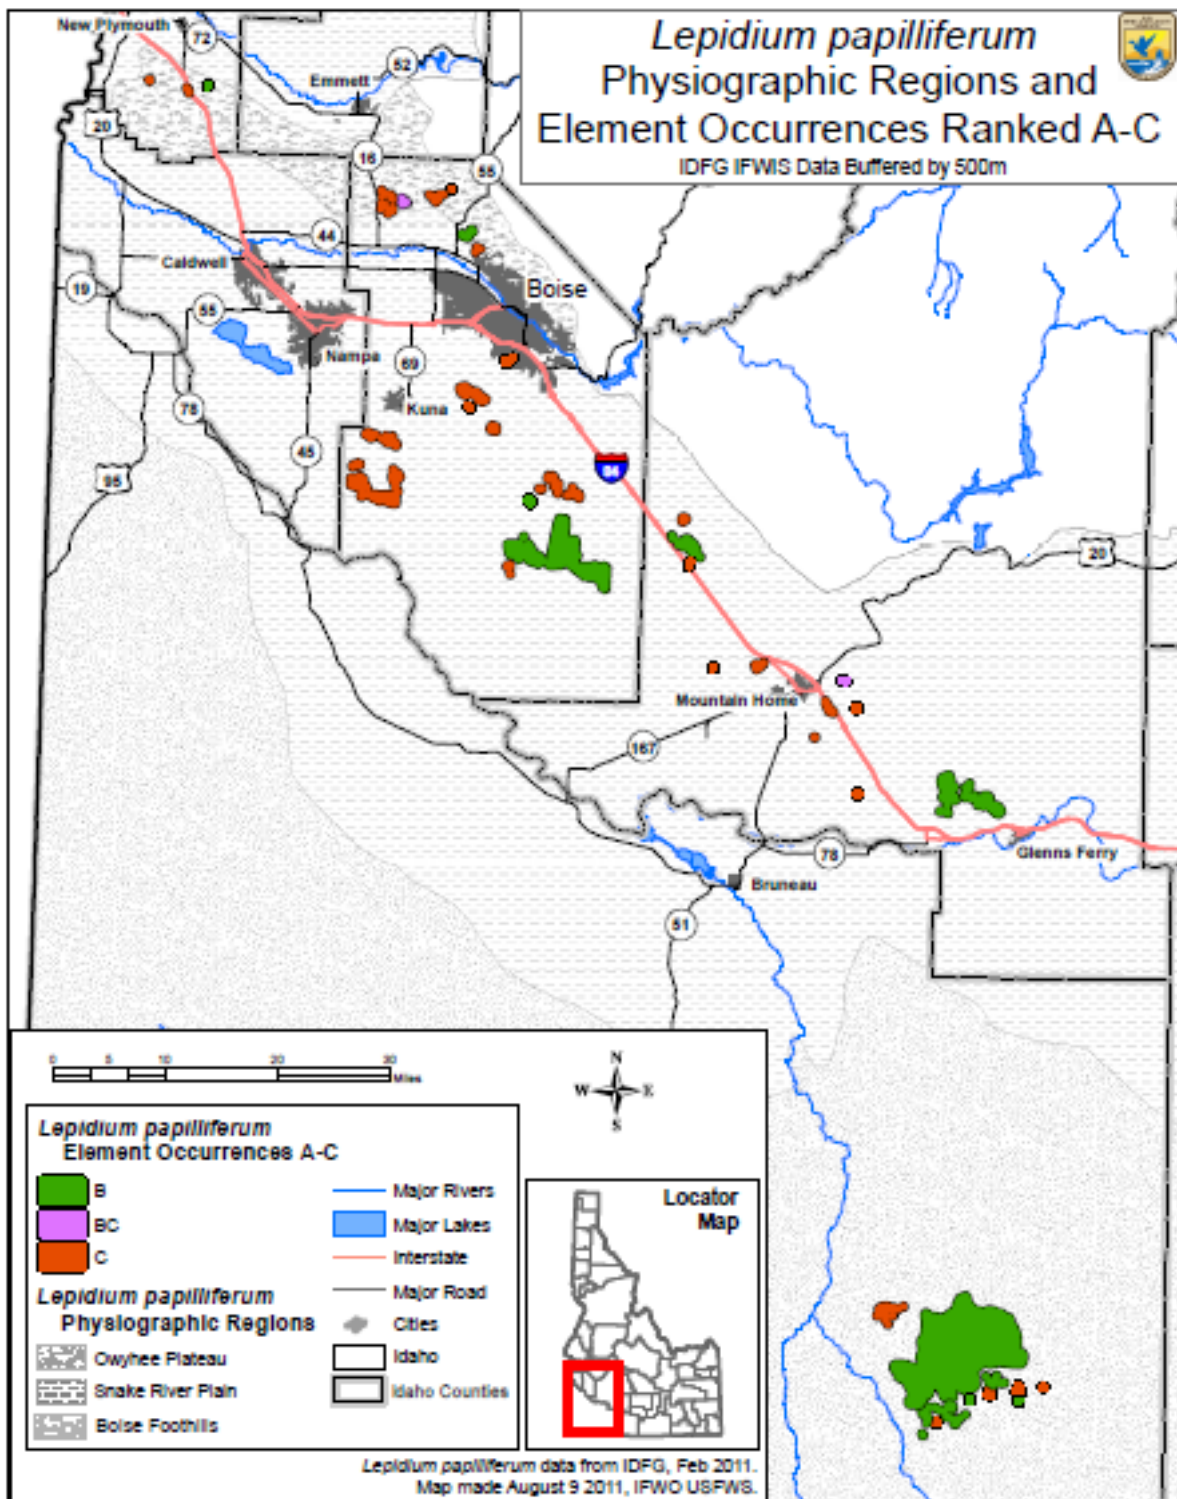 Lepidium papilliferum
Physiographic Regions and
Element Occurrences Ranked A-C
IDFG IFWIS Data Buffered by 500m
New Plymouth
72
52
Emmett
20
16
55
44
Caldwell
Boise
19
55
Nampa
69
Kuna
78
45
95
84
20
Mountain Home
167
78
Glenns Ferry
Bruneau
51
0 5 10 20 30
Miles
N
W E
S
Lepidium papilliferum
Element Occurrences A-C
B
BC
C
Lepidium papilliferum
Physiographic Regions
Owyhee Plateau
Snake River Plain
Boise Foothills
Major Rivers
Major Lakes
Interstate
Major Road
Cities
Idaho
Idaho Counties
Locator
Map
Lepidium papilliferum data from IDFG, Feb 2011.
Map made August 9 2011, IFWO USFWS.